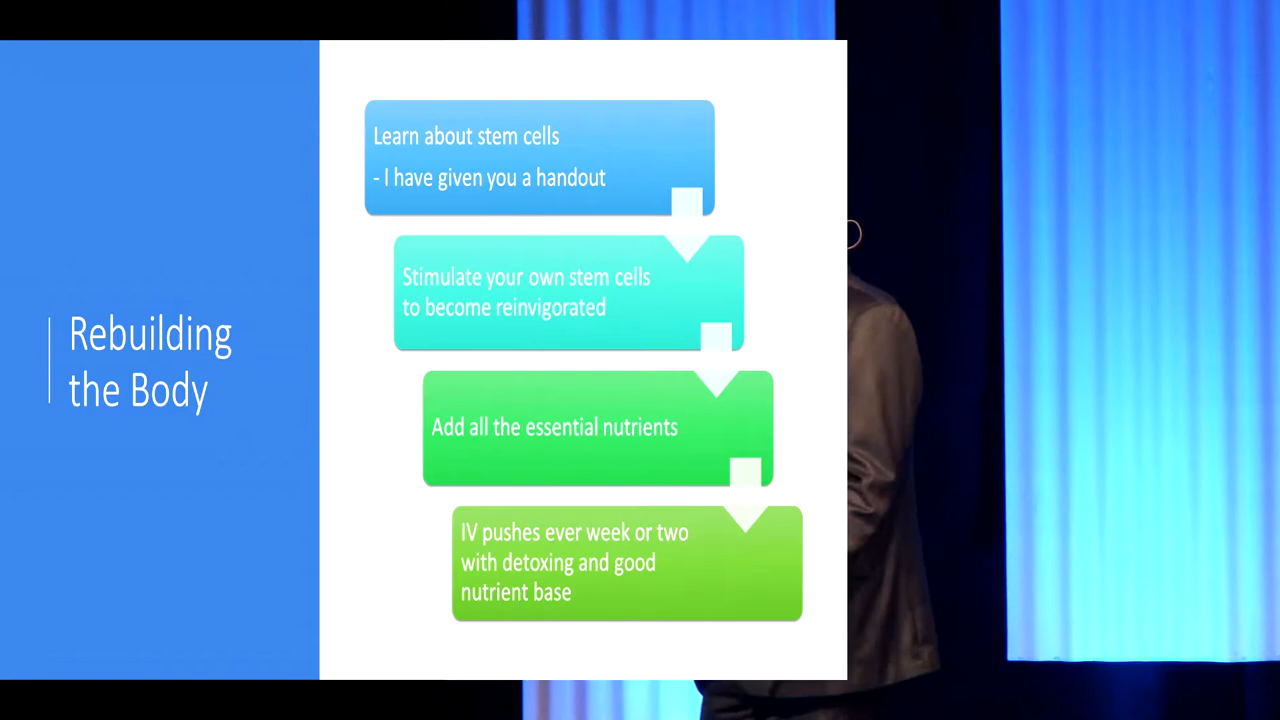 Rebuilding
the Body
Learn about stem cells
- I have given you a handout
Stimulate your own stem cells
to become reinvigorated
Add all the essential nutrients
IV pushes ever week or two
with detoxing and good
nutrient base